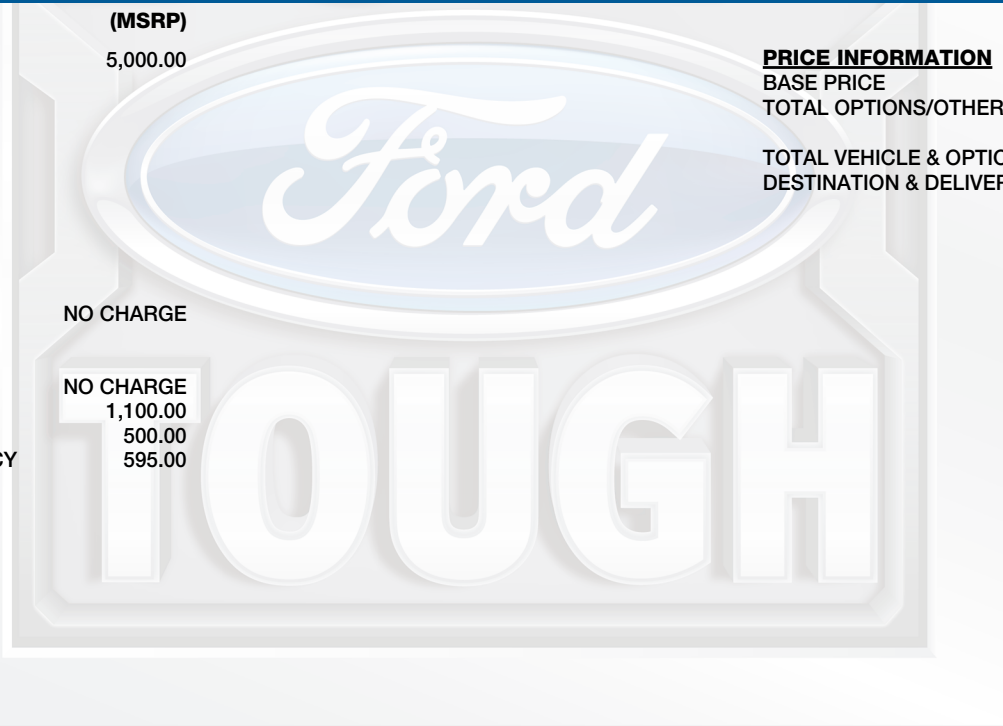 (MSRP)
5,000.00
NO CHARGE
NO CHARGE
1,100.00
500.00
CY 595.00
PRICE INFORMATION
BASE PRICE
TOTAL OPTIONS/OTHER
TOTAL VEHICLE & OPTIO
DESTINATION & DELIVER
Ford
TOUGH